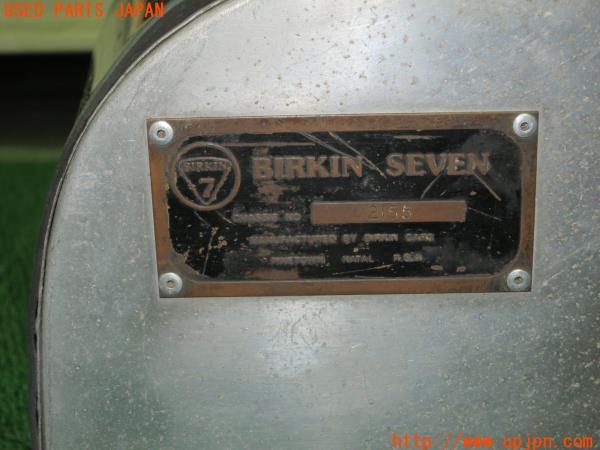 USED PARTS JAPAN
BIRKIN
7
BIRKIN SEVEN
CHASSIS NO
2155
MANUFACTURED BY BIRKIN CARS
NATAL R.S.A.
http://www.upjpn.com